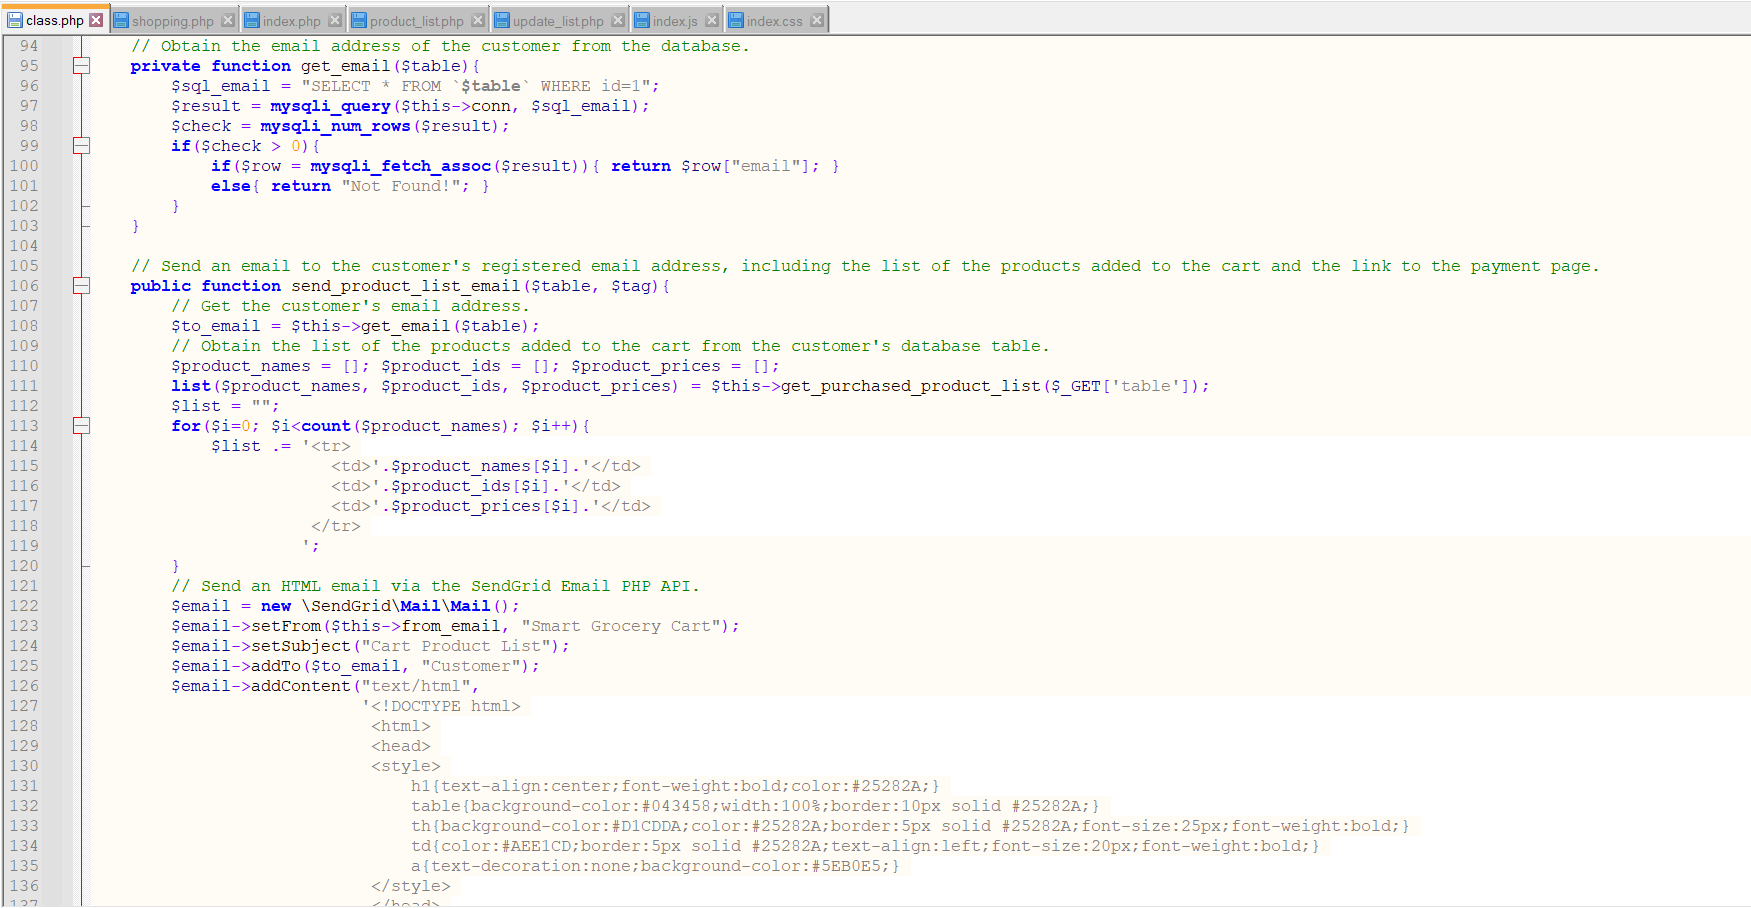 class.php shopping.php index.php product_list.php update_list.php index.js index.css
94 // Obtain the email address of the customer from the database.
95 private function get_email($table){
96 $sql_email = "SELECT * FROM `$table` WHERE id=1";
97 $result = mysqli_query($this->conn, $sql_email);
98 $check = mysqli_num_rows($result);
99 if($check > 0){
100 if($row = mysqli_fetch_assoc($result)){ return $row["email"]; }
101 else{ return "Not Found!"; }
102 }
103 }
104
105 // Send an email to the customer's registered email address, including the list of the products added to the cart and the link to the payment page.
106 public function send_product_list_email($table, $tag){
107 // Get the customer's email address.
108 $to_email = $this->get_email($table);
109 // Obtain the list of the products added to the cart from the customer's database table.
110 $product_names = []; $product_ids = []; $product_prices = [];
111 list($product_names, $product_ids, $product_prices) = $this->get_purchased_product_list($_GET['table']);
112 $list = "";
113 for($i=0; $i<count($product_names); $i++){
114 $list .= '<tr>
115 <td>'.$product_names[$i].'</td>
116 <td>'.$product_ids[$i].'</td>
117 <td>'.$product_prices[$i].'</td>
118 </tr>
119 ';
120 }
121 // Send an HTML email via the SendGrid Email PHP API.
122 $email = new \SendGrid\Mail\Mail();
123 $email->setFrom($this->from_email, "Smart Grocery Cart");
124 $email->setSubject("Cart Product List");
125 $email->addTo($to_email, "Customer");
126 $email->addContent("text/html",
127 '<!DOCTYPE html>
128 <html>
129 <head>
130 <style>
131 h1{text-align:center;font-weight:bold;color:#25282A;}
132 table{background-color:#043458;width:100%;border:10px solid #25282A;}
133 th{background-color:#D1CDDA;color:#25282A;border:5px solid #25282A;font-size:25px;font-weight:bold;}
134 td{color:#AEE1CD;border:5px solid #25282A;text-align:left;font-size:20px;font-weight:bold;}
135 a{text-decoration:none;background-color:#5EB0E5;}
136 </style>
137 </head>